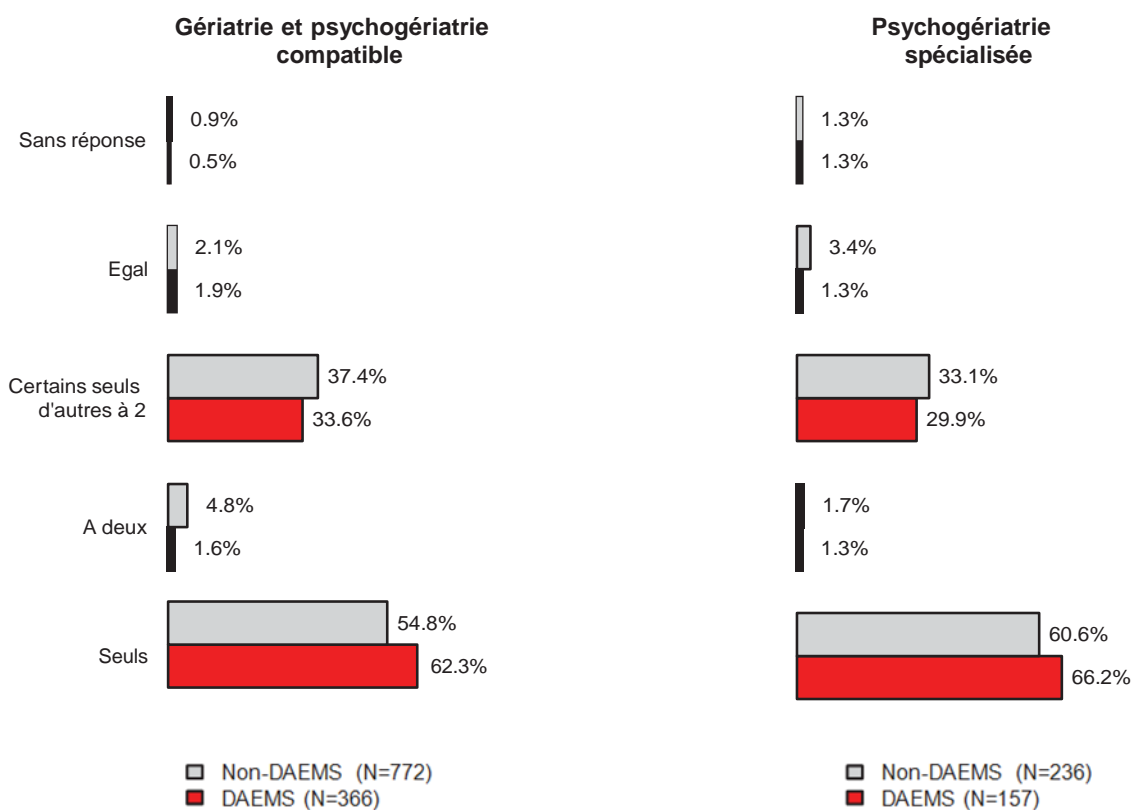 Gériatrie et psychogériatrie
compatible
Psychogériatrie
spécialisée
Sans réponse
0.9%
0.5%
1.3%
1.3%
Egal
2.1%
1.9%
3.4%
1.3%
Certains seuls
d'autres à 2
37.4%
33.6%
33.1%
29.9%
A deux
4.8%
1.6%
1.7%
1.3%
Seuls
54.8%
62.3%
60.6%
66.2%
Non-DAEMS (N=772)
DAEMS (N=366)
Non-DAEMS (N=236)
DAEMS (N=157)